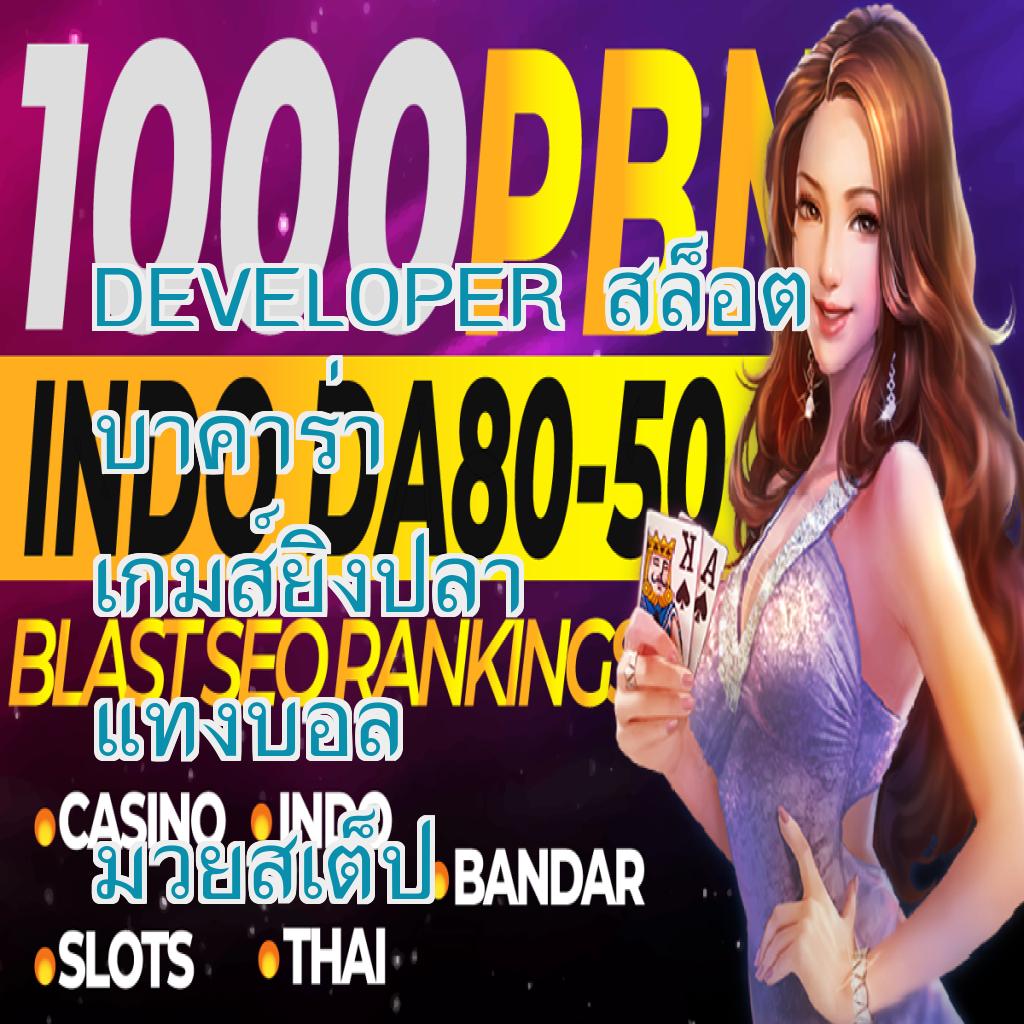 1000PBN
DEVELOPER สล็อต
INDO DA80-50
บาคาร่า
เกมส์ยิงปลา
BLAST SEO RANKINGS
แทงบอล
CASINO
INDO
มวยสเต็ป
BANDAR
SLOTS
THAI
K
A